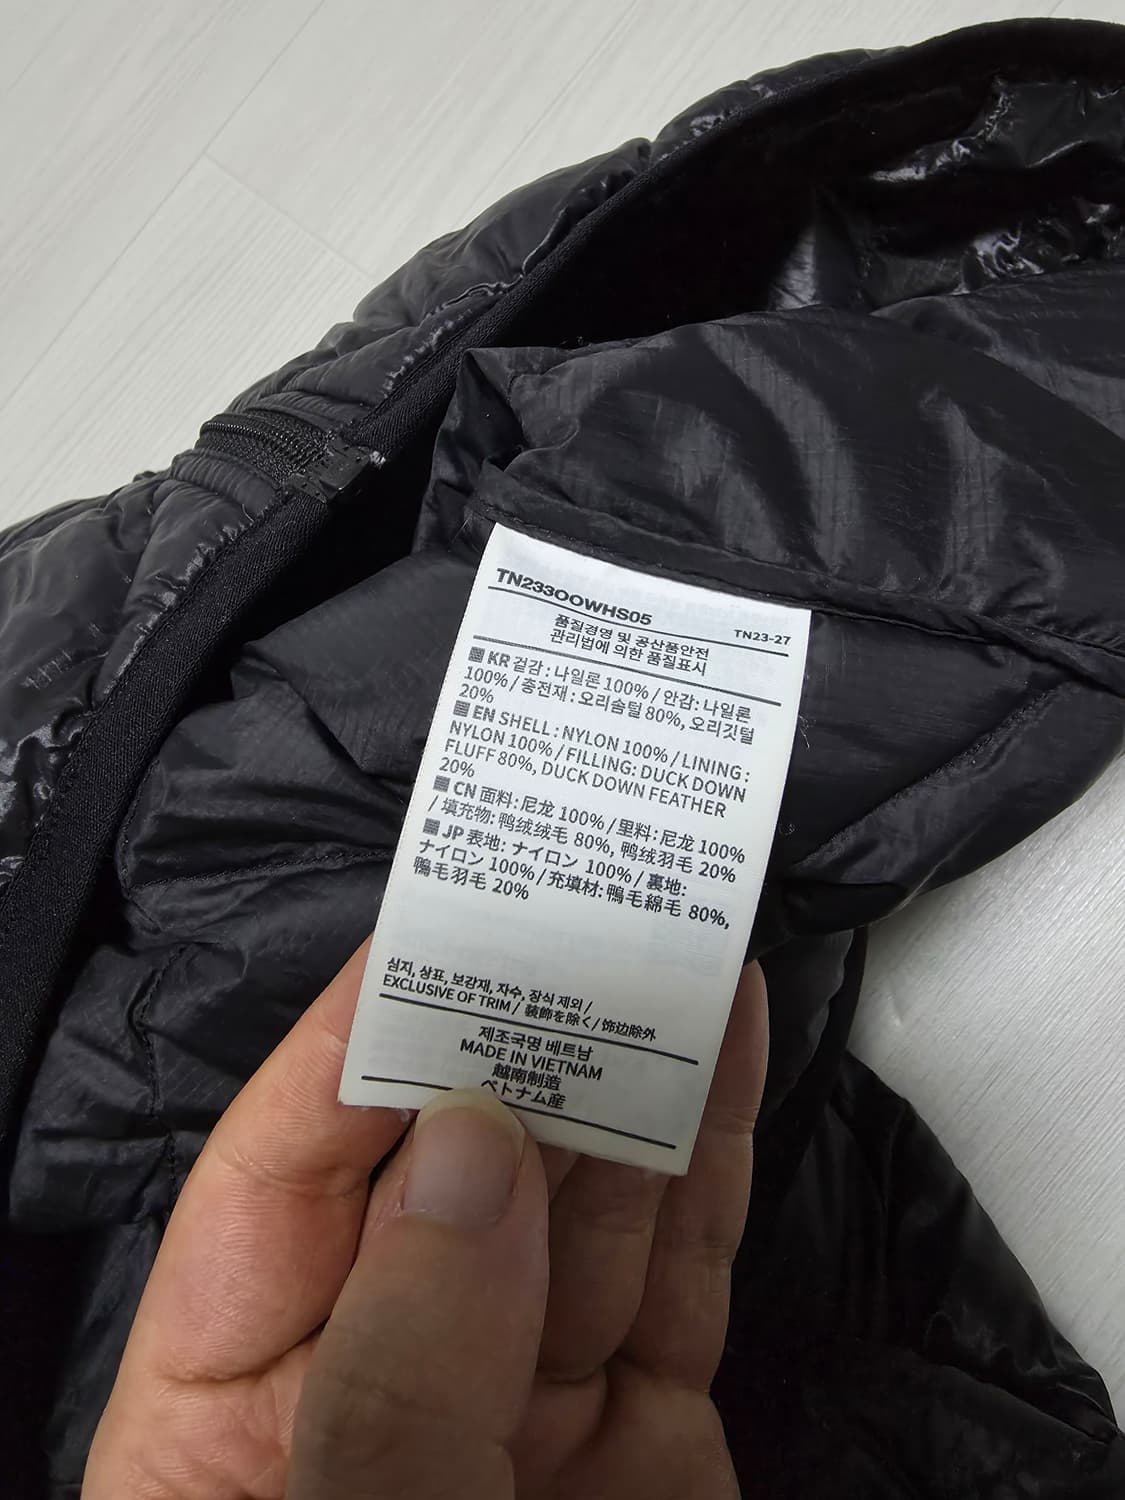 TN233OOWHS05
TN23-27
품질경영 및 공산품안전
관리법에 의한 품질표시
KR 겉감 : 나일론 100% / 안감 : 나일론
100% / 충전재 : 오리솜털 80%, 오리깃털
20%
EN SHELL : NYLON 100% / LINING :
NYLON 100% / FILLING: DUCK DOWN
FLUFF 80%, DUCK DOWN FEATHER
20%
CN 面料: 尼龙 100% / 里料: 尼龙 100%
/ 填充物: 鸭绒绒毛 80%, 鸭绒羽毛 20%
JP 表地: ナイロン 100% / 裏地:
ナイロン 100% / 充填材: 鴨毛綿毛 80%,
鴨毛羽毛 20%
심지, 상표, 보강재, 자수, 장식 제외 /
EXCLUSIVE OF TRIM / 装飾を除く / 饰边除外
제조국명 베트남
MADE IN VIETNAM
越南制造
ベトナム産